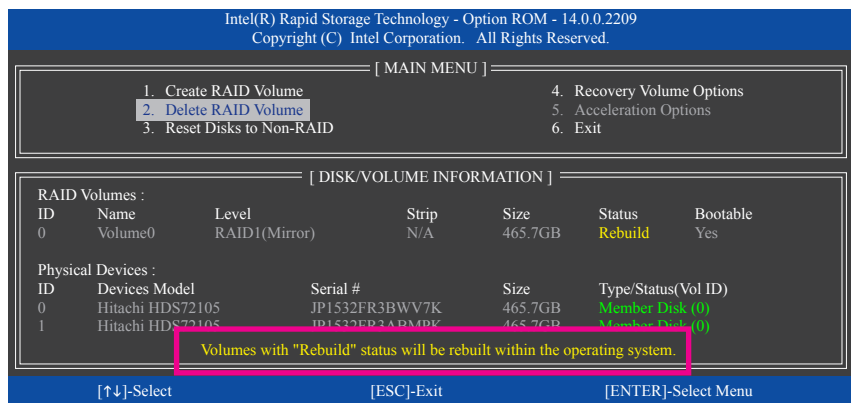 Intel(R) Rapid Storage Technology - Option ROM - 14.0.0.2209
Copyright (C) Intel Corporation. All Rights Reserved.
[ MAIN MENU ]
1. Create RAID Volume
2. Delete RAID Volume
3. Reset Disks to Non-RAID
4. Recovery Volume Options
5. Acceleration Options
6. Exit
[ DISK/VOLUME INFORMATION ]
RAID Volumes :
ID Name Level Strip Size Status Bootable
0 Volume0 RAID1(Mirror) N/A 465.7GB Rebuild Yes
Physical Devices :
ID Devices Model Serial # Size Type/Status(Vol ID)
0 Hitachi HDS72105 JP1532FR3BWV7K 465.7GB Member Disk (0)
1 Hitachi HDS72105 JP1532FR3ABMPK 465.7GB Member Disk (0)
Volumes with "Rebuild" status will be rebuilt within the operating system.
[↑↓]-Select [ESC]-Exit [ENTER]-Select Menu